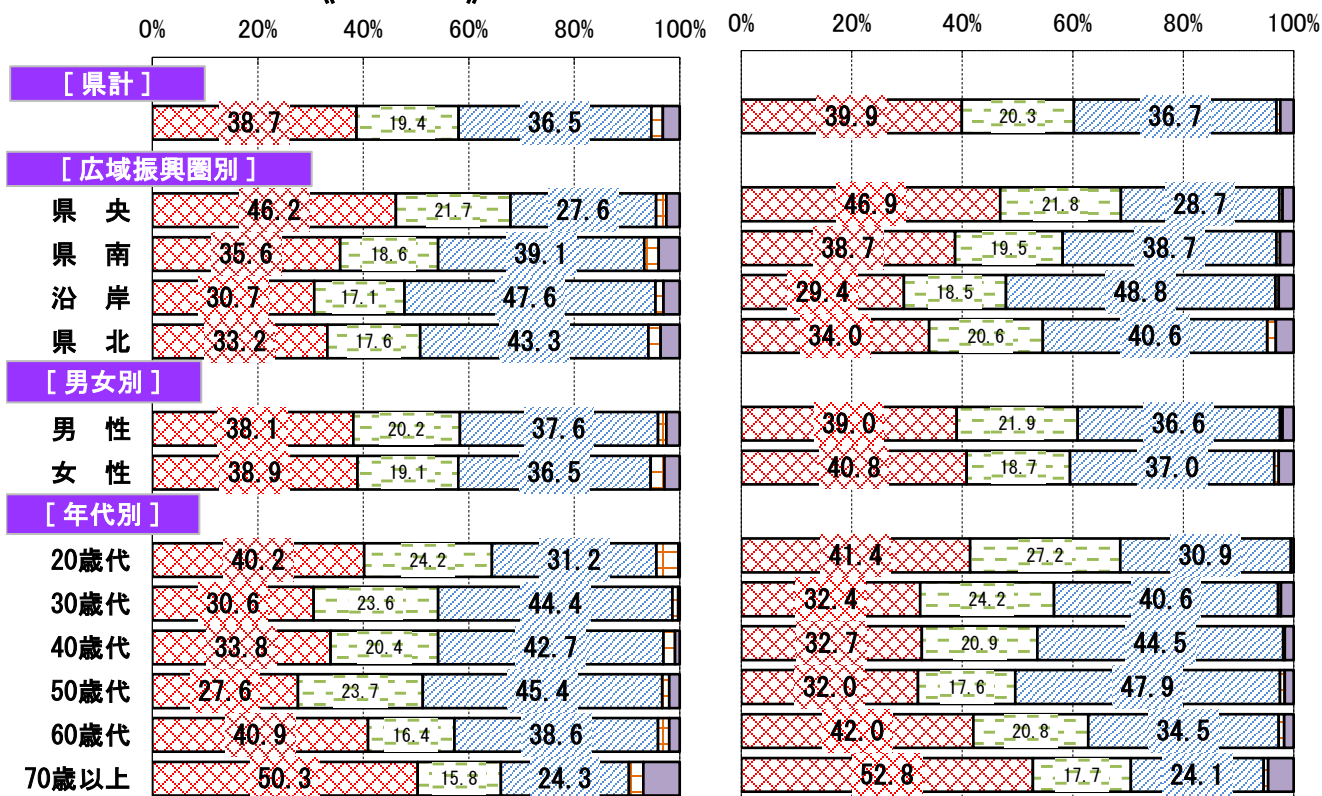 0% 20% 40% 60% 80% 100% 0% 20% 40% 60% 80% 100%
[ 県計 ]
38.7 19.4 36.5 39.9 20.3 36.7
[ 広域振興圏別 ]
県 央 46.2 21.7 27.6 46.9 21.8 28.7
県 南 35.6 18.6 39.1 38.7 19.5 38.7
沿 岸 30.7 17.1 47.6 29.4 18.5 48.8
県 北 33.2 17.6 43.3 34.0 20.6 40.6
[ 男女別 ]
男 性 38.1 20.2 37.6 39.0 21.9 36.6
女 性 38.9 19.1 36.5 40.8 18.7 37.0
[ 年代別 ]
20歳代 40.2 24.2 31.2 41.4 27.2 30.9
30歳代 30.6 23.6 44.4 32.4 24.2 40.6
40歳代 33.8 20.4 42.7 32.7 20.9 44.5
50歳代 27.6 23.7 45.4 32.0 17.6 47.9
60歳代 40.9 16.4 38.6 42.0 20.8 34.5
70歳以上 50.3 15.8 24.3 52.8 17.7 24.1